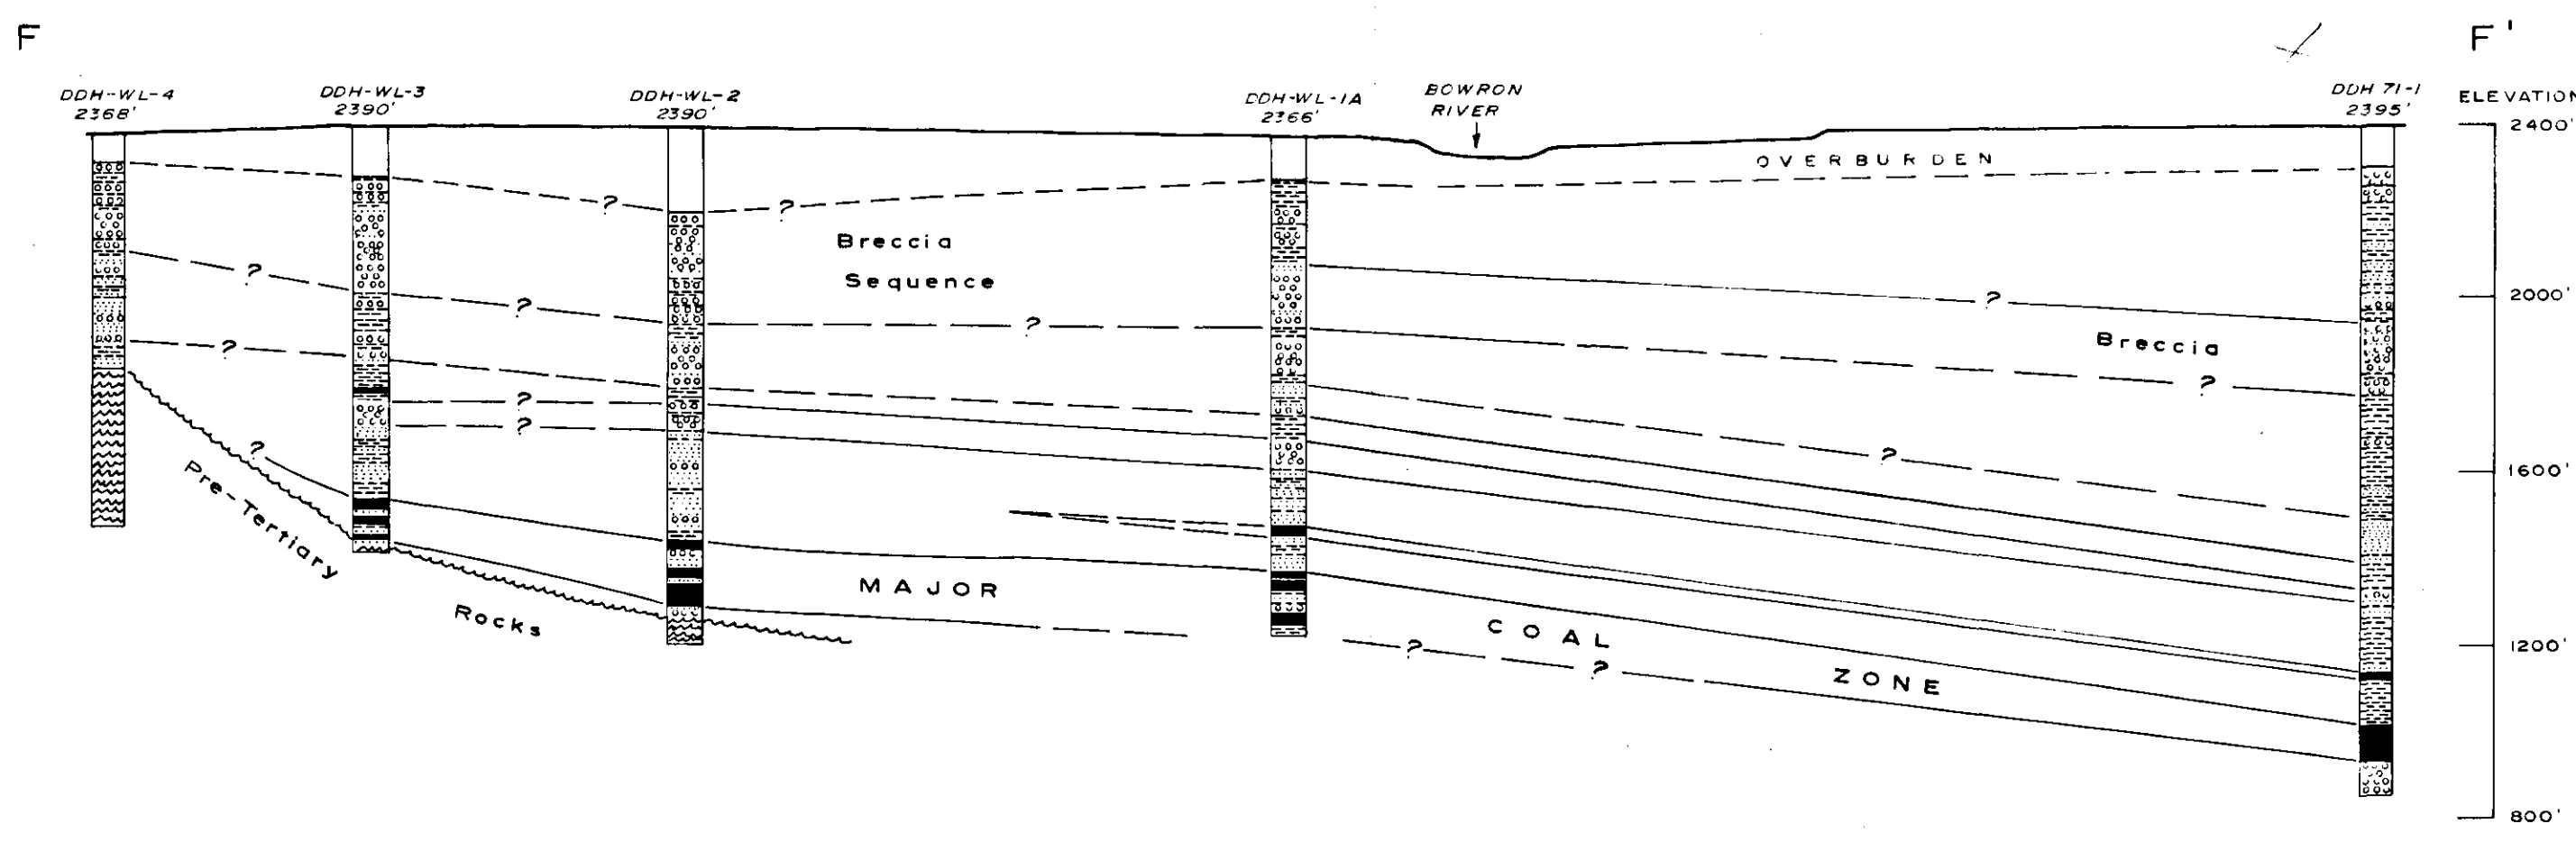 F
F'
DDH-WL-4
2368'
DDH-WL-3
2390'
DDH-WL-2
2390'
DDH-WL-1A
2366'
BOWRON
RIVER
DDH 71-1
2395'
ELEVATION
2400'
OVERBURDEN
?
?
Breccia
Sequence
?
?
?
?
2000'
Breccia
?
?
?
?
?
?
1600'
Pre-Tertiary
Rocks
MAJOR
COAL
ZONE
?
?
1200'
800'